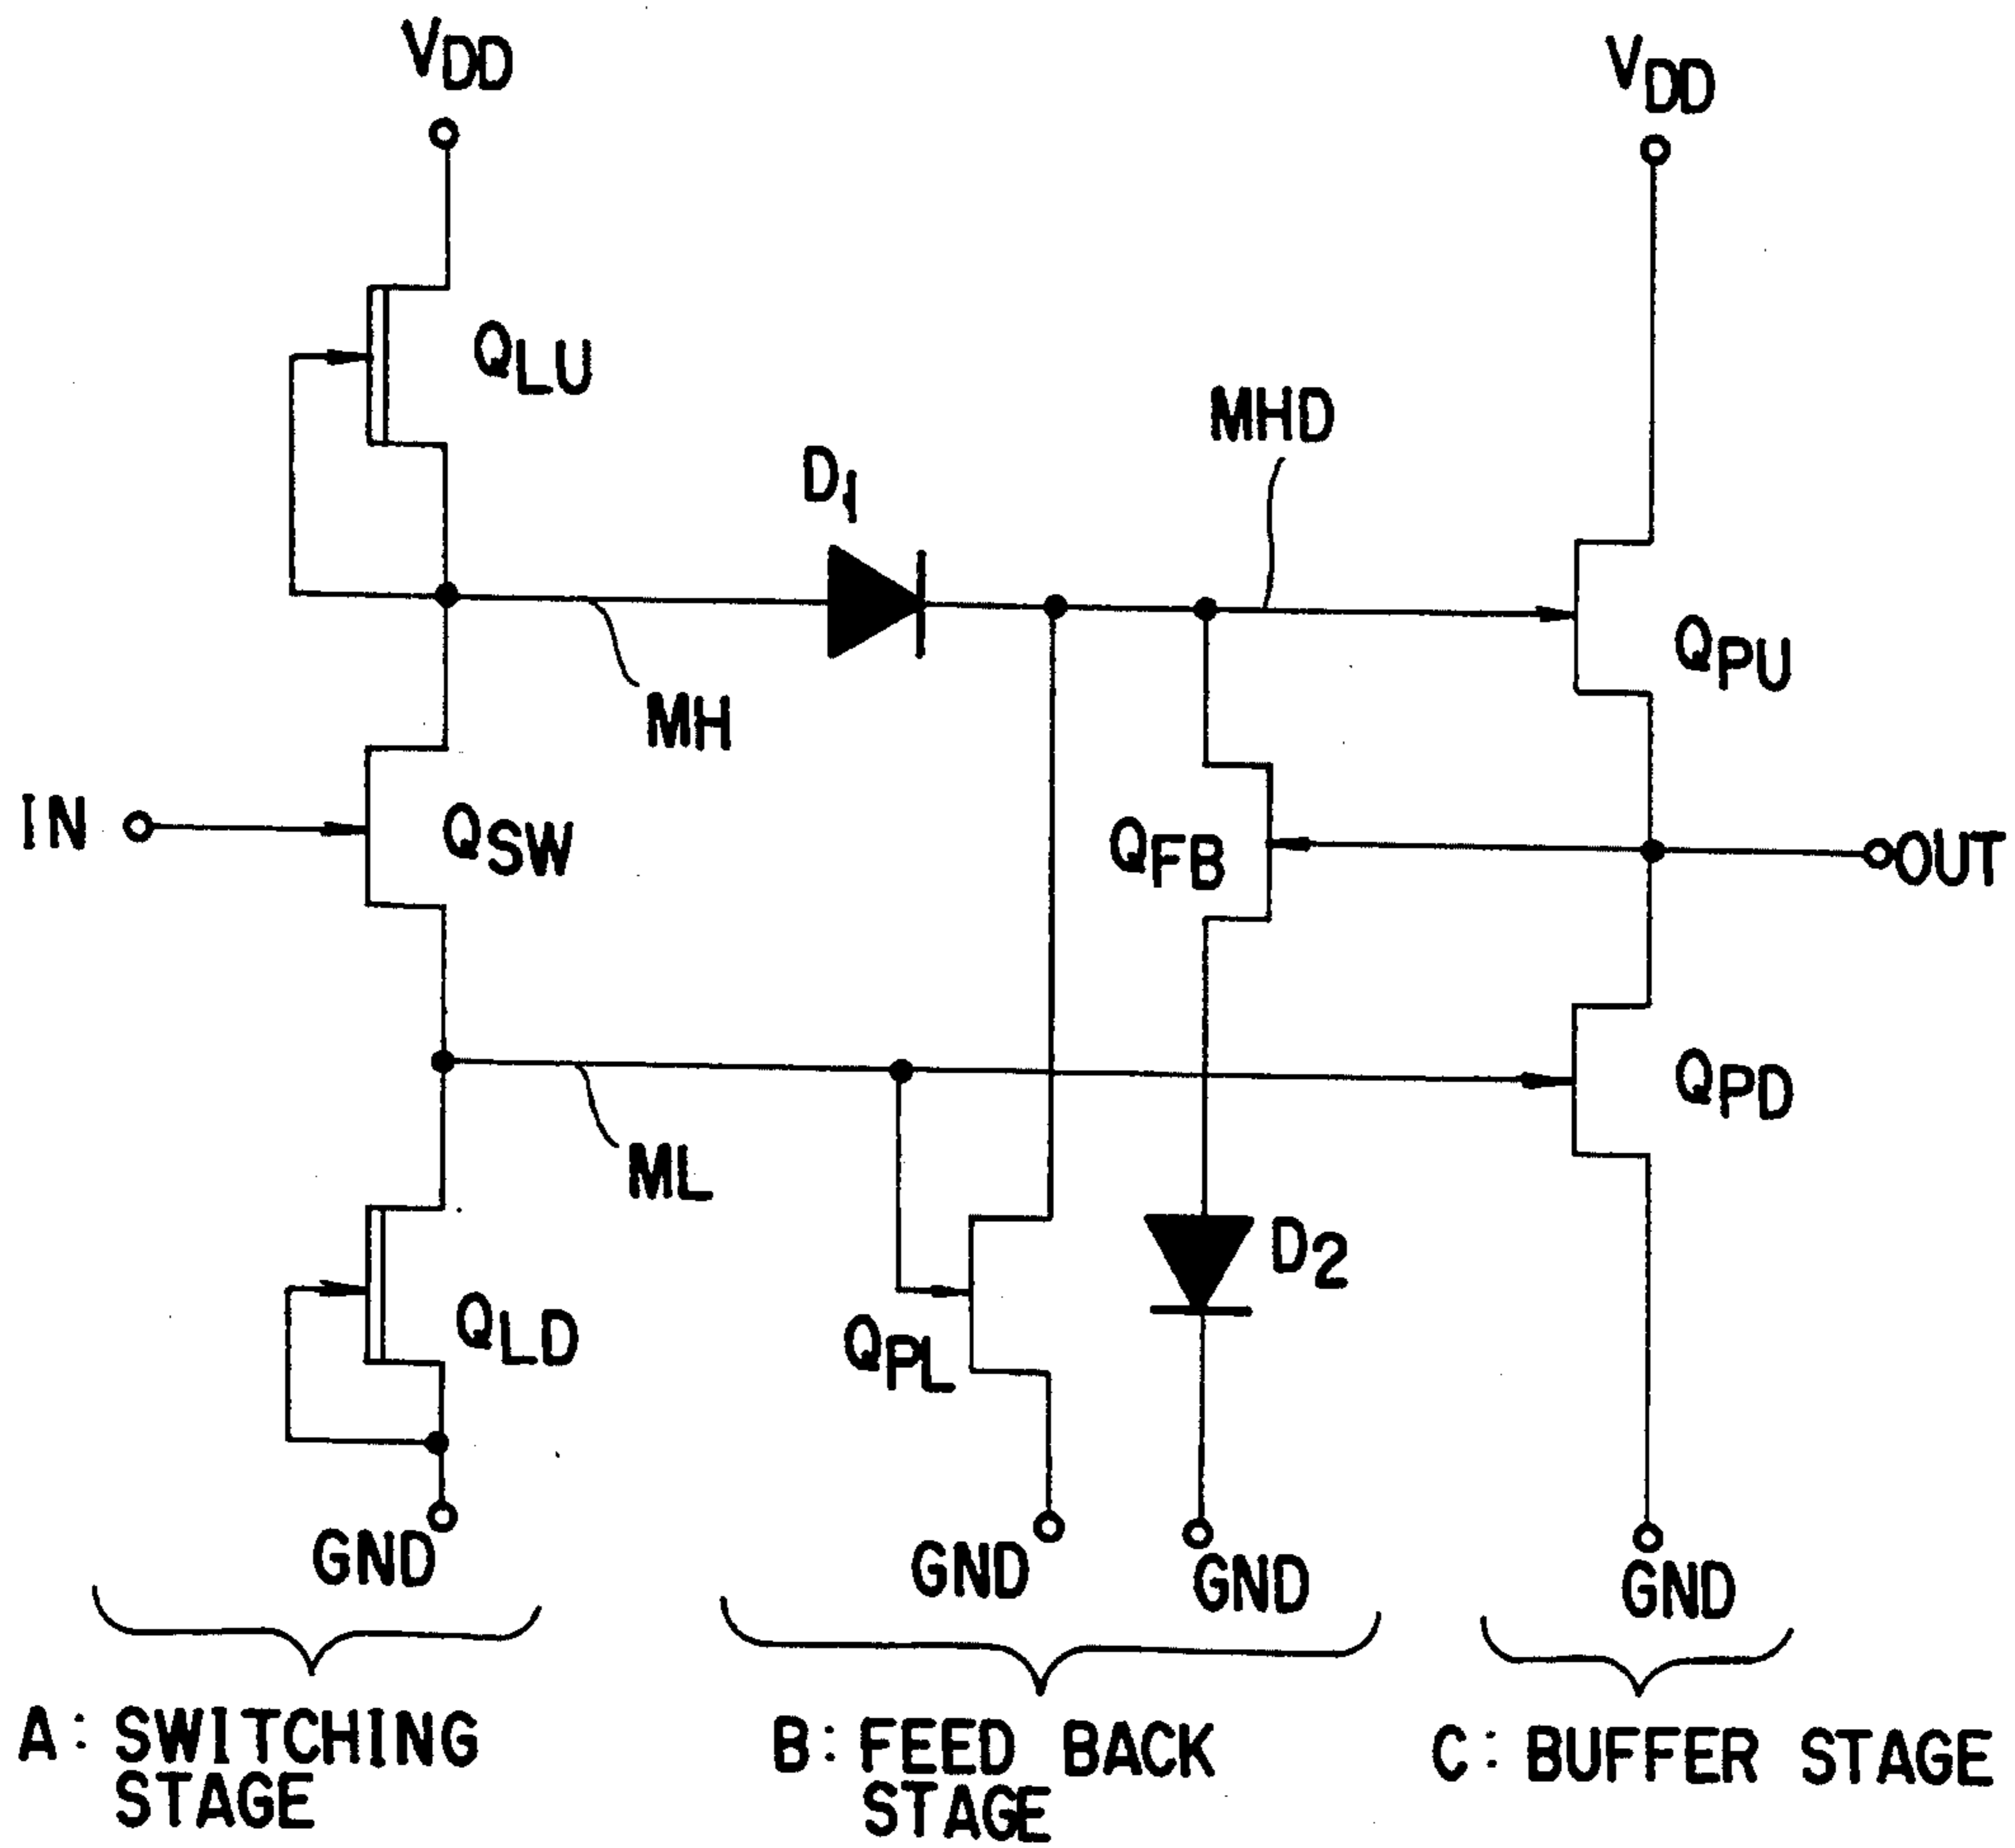 VDD
VDD
QLU
MHD
D1
QPU
MH
IN
QSW
QFB
OUT
QPD
ML
D2
QLD
QPL
GND
GND
GND
GND
A: SWITCHING
STAGE
B: FEED BACK
STAGE
C: BUFFER STAGE